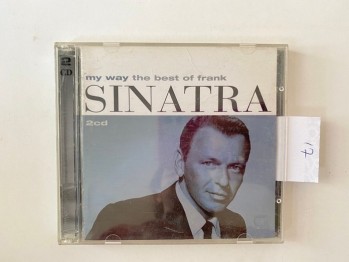 2
CD
my way the best of frank
SINATRA
2cd